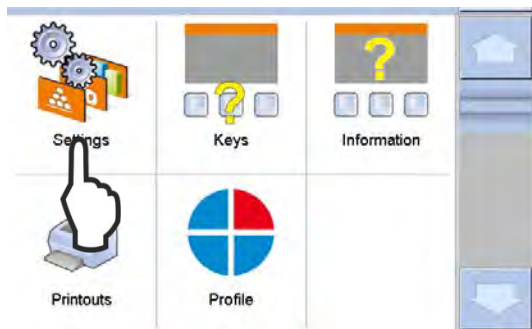 Settings
Keys
Information
Printouts
Profile